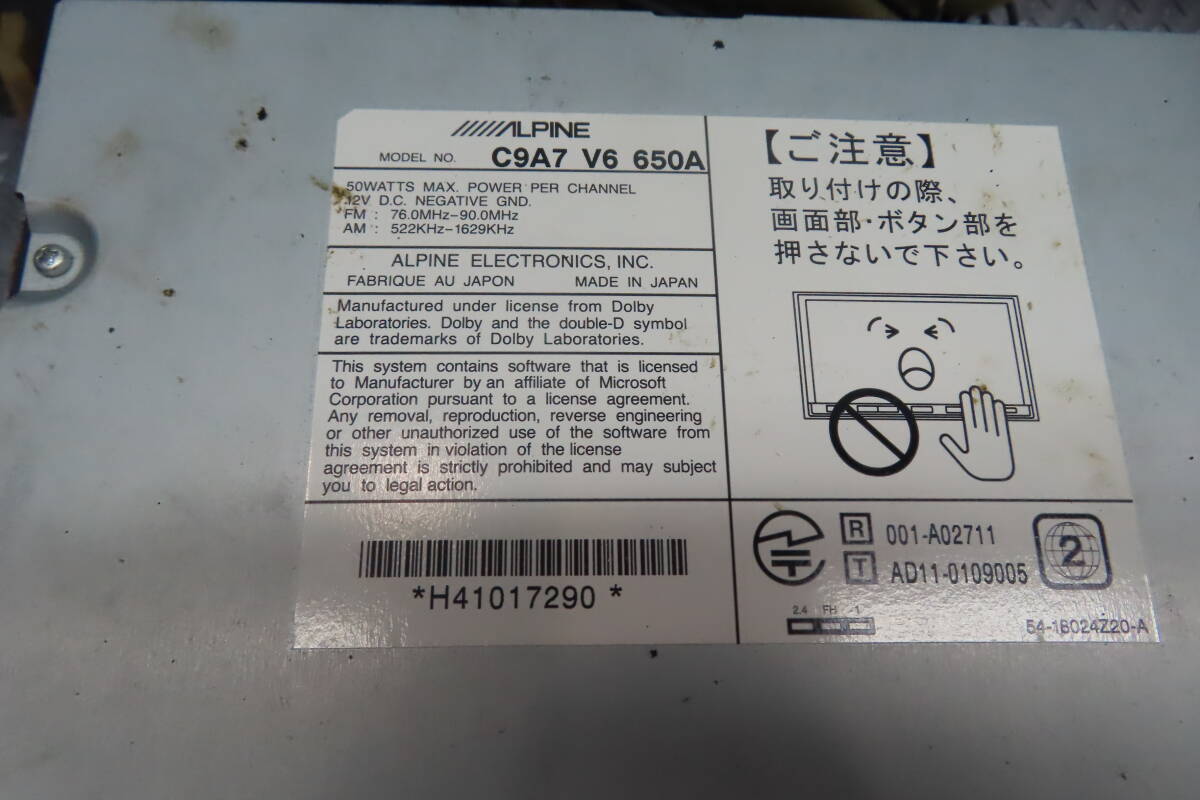 ALPINE
MODEL NO. C9A7 V6 650A
50WATTS MAX. POWER PER CHANNEL
12V D.C. NEGATIVE GND.
FM : 76.0MHz-90.0MHz
AM : 522KHz-1629KHz
ALPINE ELECTRONICS, INC.
FABRIQUE AU JAPON MADE IN JAPAN
Manufactured under license from Dolby
Laboratories. Dolby and the double-D symbol
are trademarks of Dolby Laboratories.
This system contains software that is licensed
to Manufacturer by an affiliate of Microsoft
Corporation pursuant to a license agreement.
Any removal, reproduction, reverse engineering
or other unauthorized use of the software from
this system in violation of the license
agreement is strictly prohibited and may subject
you to legal action.
*H41017290 *
【ご注意】
取り付けの際、
画面部・ボタン部を
押さないで下さい。
R 001-A02711
T AD11-0109005
2
2.4 FH 1
54-18024Z20-A